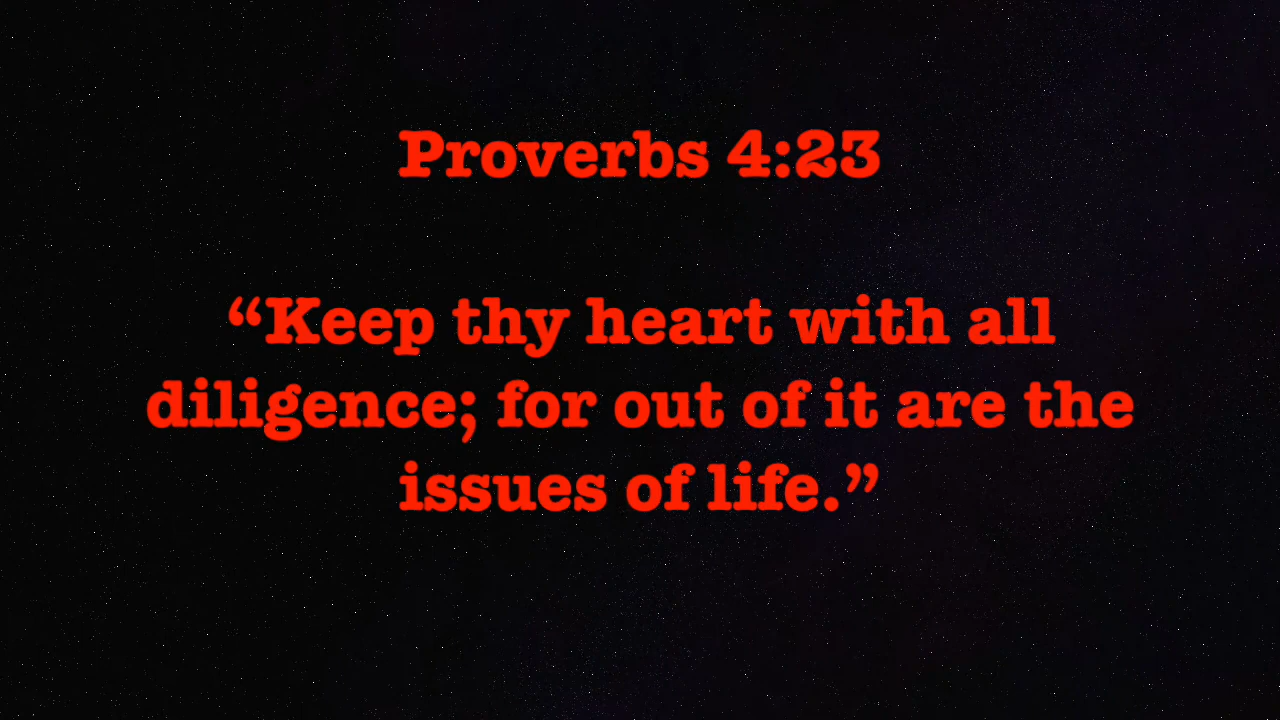 Proverbs 4:23
“Keep thy heart with all
diligence; for out of it are the
issues of life.”